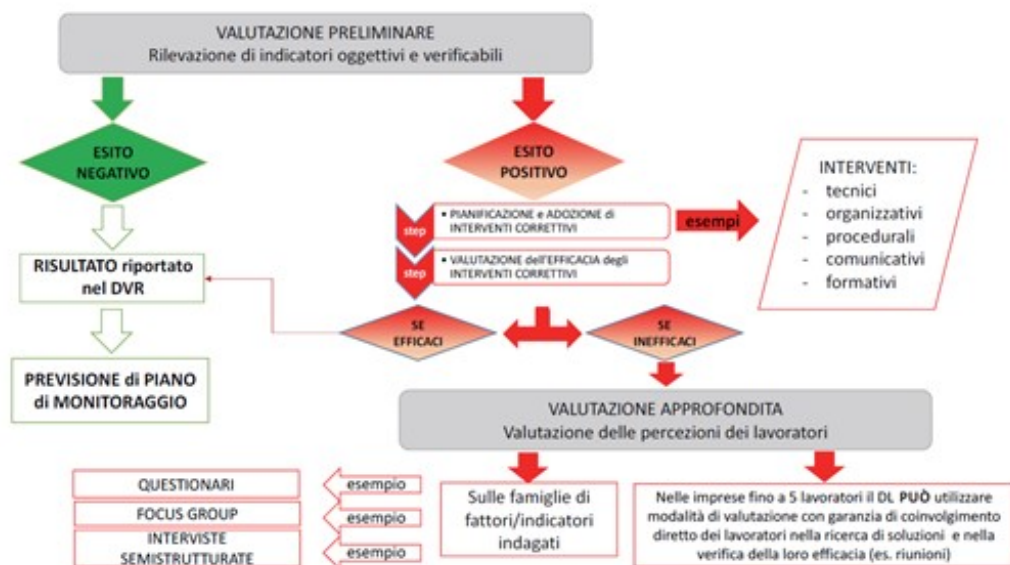 VALUTAZIONE PRELIMINARE
Rilevazione di indicatori oggettivi e verificabili
ESITO
NEGATIVO
ESITO
POSITIVO
INTERVENTI:
- tecnici
- organizzativi
- procedurali
- comunicativi
- formativi
step
▪ PIANIFICAZIONE e ADOZIONE di
INTERVENTI CORRETTIVI
esempi
step
▪ VALUTAZIONE dell'EFFICACIA degli
INTERVENTI CORRETTIVI
RISULTATO riportato
nel DVR
SE
EFFICACI
SE
INEFFICACI
PREVISIONE di PIANO
di MONITORAGGIO
VALUTAZIONE APPROFONDITA
Valutazione delle percezioni dei lavoratori
QUESTIONARI
esempio
FOCUS GROUP
esempio
INTERVISTE
SEMISTRUTTURATE
esempio
Sulle famiglie di
fattori/indicatori
indagati
Nelle imprese fino a 5 lavoratori il DL PUÒ utilizzare
modalità di valutazione con garanzia di coinvolgimento
diretto dei lavoratori nella ricerca di soluzioni e nella
verifica della loro efficacia (es. riunioni)